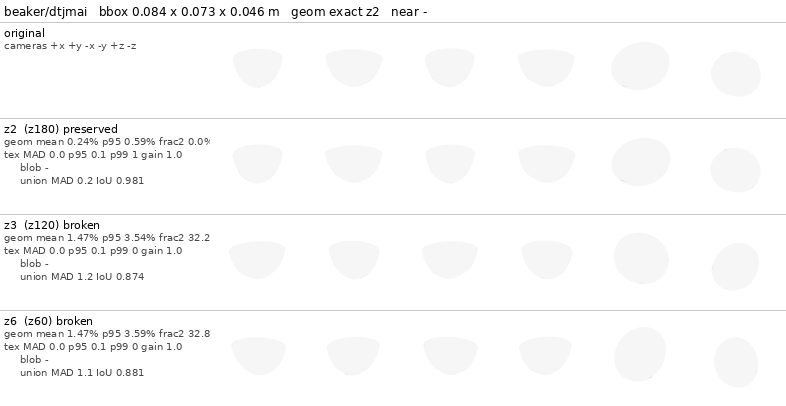 beaker/dtjmai   bbox 0.084 x 0.073 x 0.046 m   geom exact z2   near -
original
cameras +x +y -x -y +z -z
z2  (z180) preserved
geom mean 0.24% p95 0.59% frac2 0.0%
tex MAD 0.0 p95 0.1 p99 1 gain 1.0
blob -
union MAD 0.2 IoU 0.981
z3  (z120) broken
geom mean 1.47% p95 3.54% frac2 32.2
tex MAD 0.0 p95 0.1 p99 0 gain 1.0
blob -
union MAD 1.2 IoU 0.874
z6  (z60) broken
geom mean 1.47% p95 3.59% frac2 32.8
tex MAD 0.0 p95 0.1 p99 0 gain 1.0
blob -
union MAD 1.1 IoU 0.881